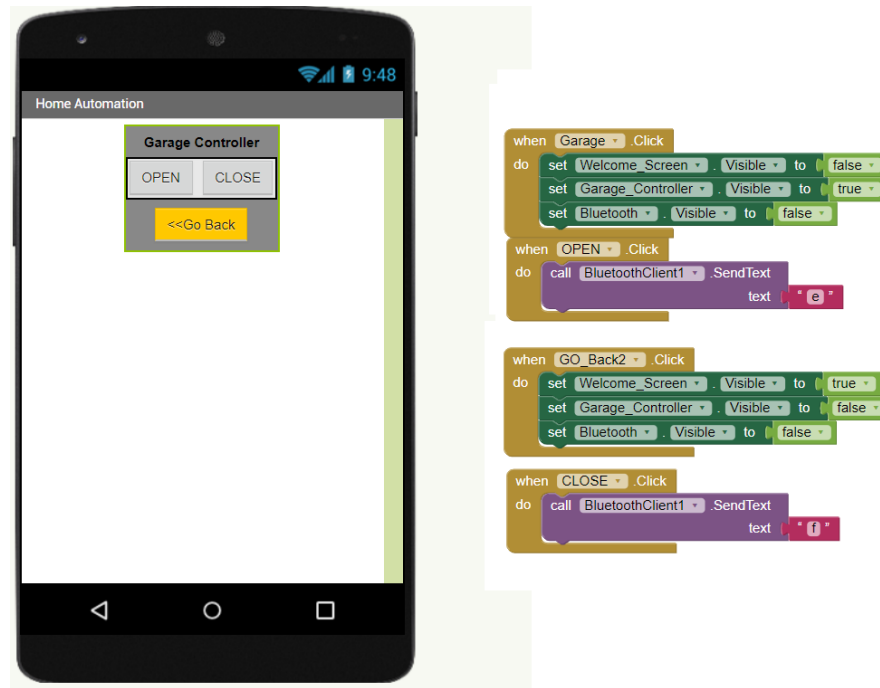 9:48
Home Automation
Garage Controller
OPEN CLOSE
<<Go Back
when Garage .Click
do set Welcome_Screen . Visible to false
set Garage_Controller . Visible to true
set Bluetooth . Visible to false
when OPEN .Click
do call BluetoothClient1 .SendText
text "e"
when GO_Back2 .Click
do set Welcome_Screen . Visible to true
set Garage_Controller . Visible to false
set Bluetooth . Visible to false
when CLOSE .Click
do call BluetoothClient1 .SendText
text "f"